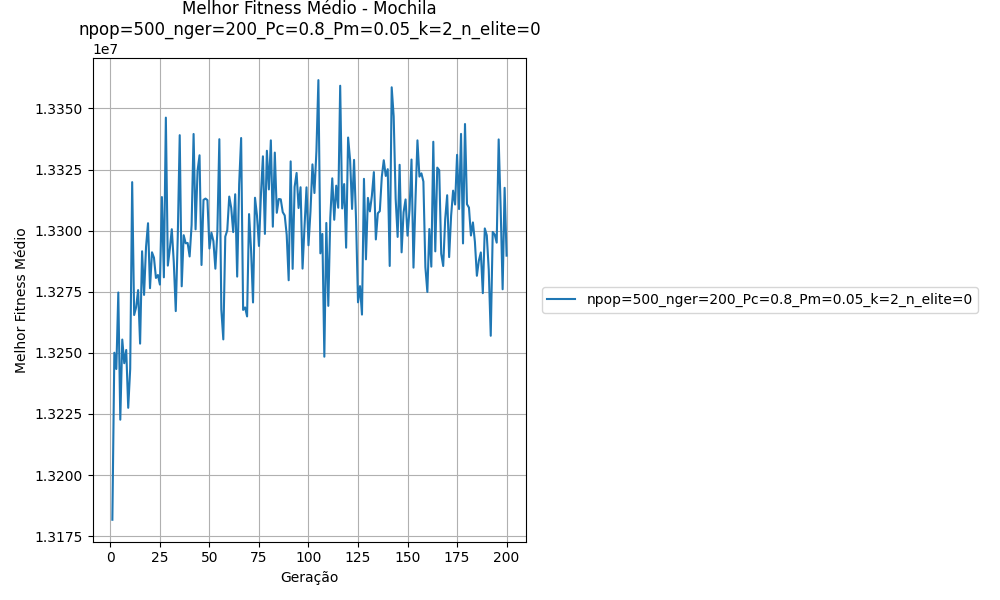 Melhor Fitness Médio - Mochila
npop=500_nger=200_Pc=0.8_Pm=0.05_k=2_n_elite=0
1e7
1.3350
1.3325
1.3300
1.3275
1.3250
1.3225
1.3200
1.3175
Melhor Fitness Médio
0 25 50 75 100 125 150 175 200
Geração
npop=500_nger=200_Pc=0.8_Pm=0.05_k=2_n_elite=0